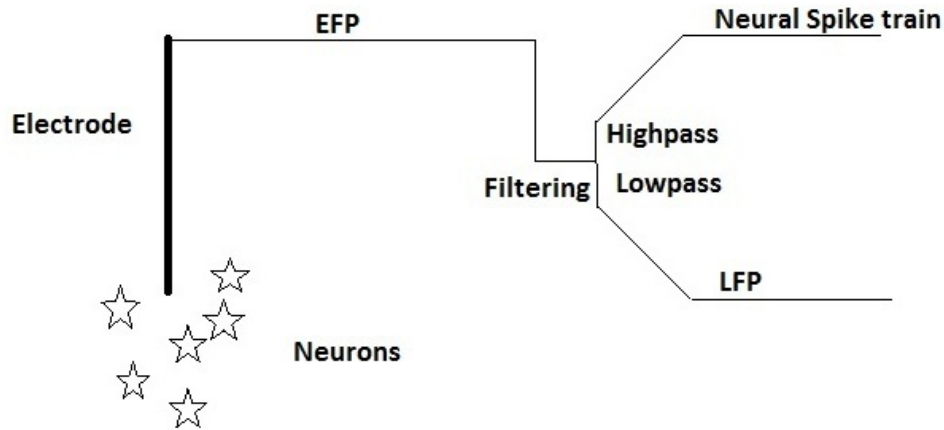 EFP
Neural Spike train
Electrode
Highpass
Filtering
Lowpass
LFP
Neurons